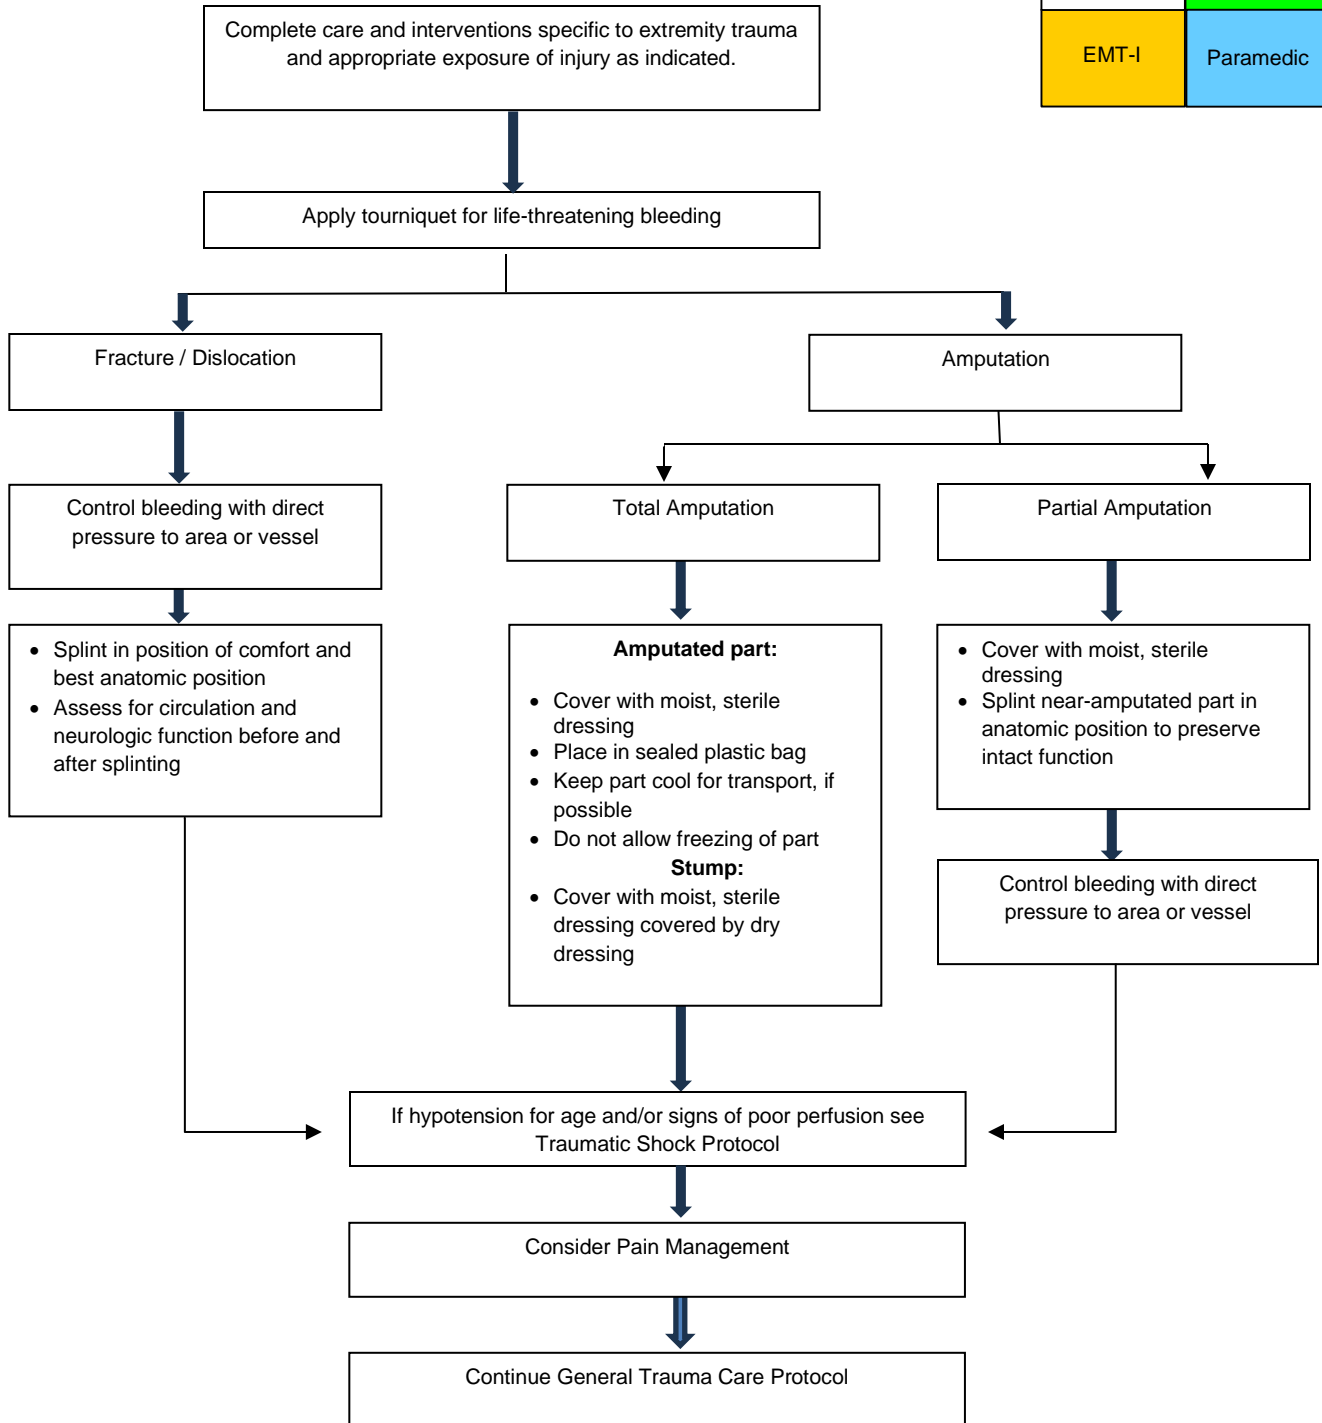 Complete care and interventions specific to extremity trauma
and appropriate exposure of injury as indicated.
EMT-I
Paramedic
Apply tourniquet for life-threatening bleeding
Fracture / Dislocation
Amputation
Control bleeding with direct
pressure to area or vessel
Total Amputation
Partial Amputation
• Splint in position of comfort and
best anatomic position
• Assess for circulation and
neurologic function before and
after splinting
Amputated part:
• Cover with moist, sterile
dressing
• Place in sealed plastic bag
• Keep part cool for transport, if
possible
• Do not allow freezing of part
Stump:
• Cover with moist, sterile
dressing covered by dry
dressing
• Cover with moist, sterile
dressing
• Splint near-amputated part in
anatomic position to preserve
intact function
Control bleeding with direct
pressure to area or vessel
If hypotension for age and/or signs of poor perfusion see
Traumatic Shock Protocol
Consider Pain Management
Continue General Trauma Care Protocol